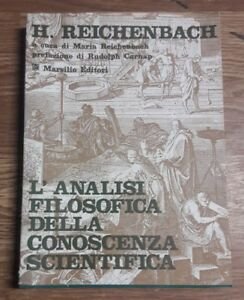 H. REICHENBACH
a cura di Maria Reichenbach
prefazione di Rudolph Carnap
Marsilio Editori
L'ANALISI
FILOSOFICA
DELLA
CONOSCENZA
SCIENTIFICA